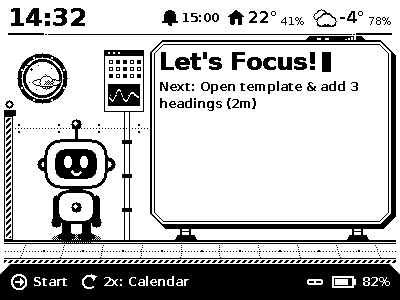 14:32 15:00 22° 41% -4° 78%
Let's Focus!
Next: Open template & add 3
headings (2m)
Start 2x: Calendar 82%